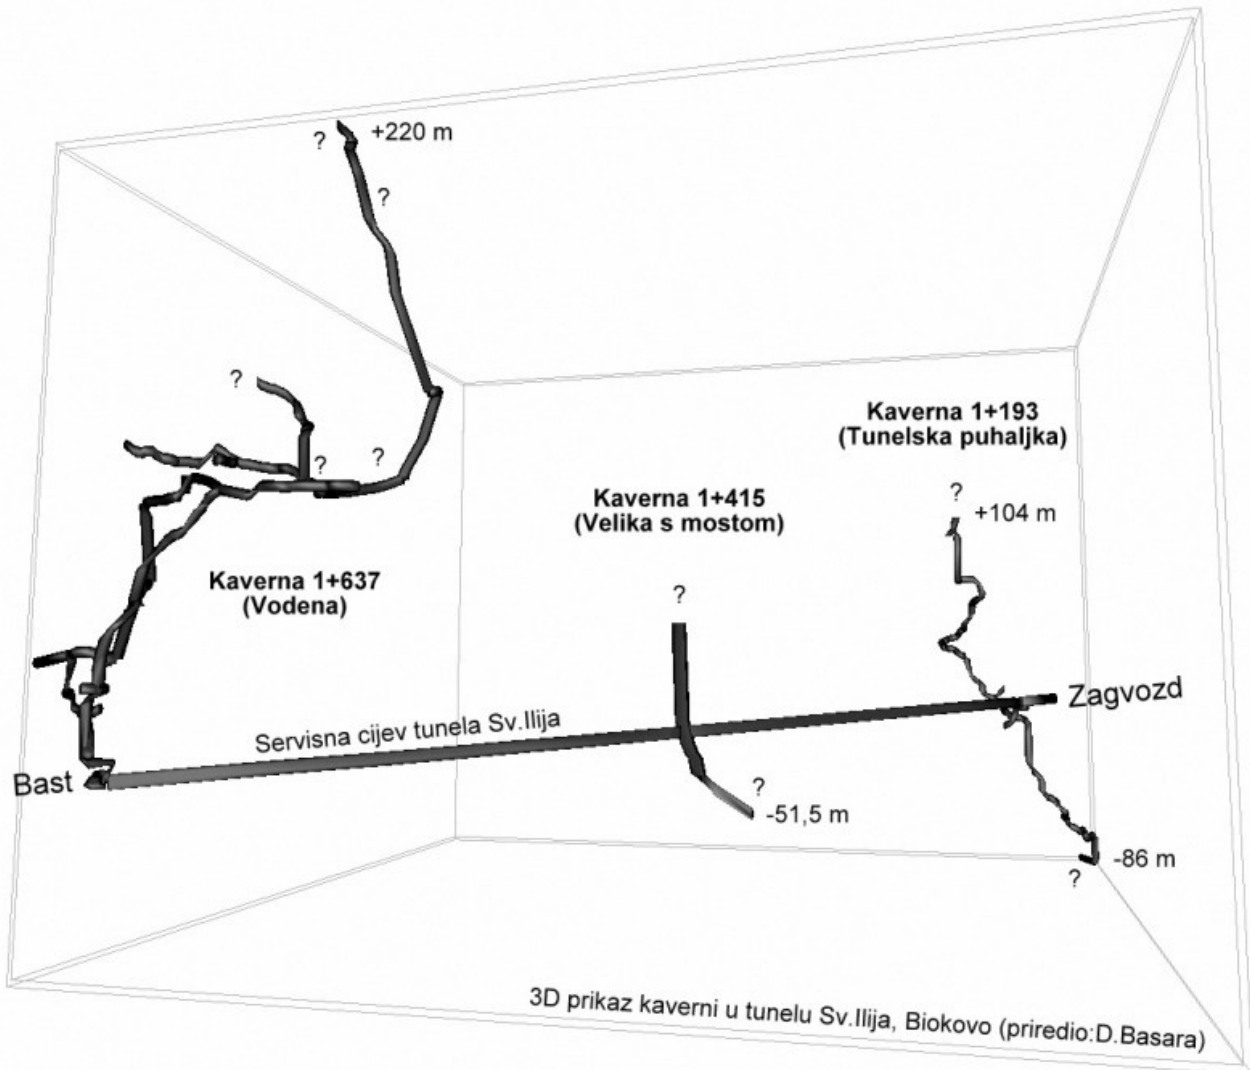 ?
+220 m
?
?
?
?
Kaverna 1+193
(Tunelska puhaljka)
Kaverna 1+415
(Velika s mostom)
?
+104 m
Kaverna 1+637
(Vodena)
?
Zagvozd
Servisna cijev tunela Sv.Ilija
Bast
?
-51,5 m
-86 m
?
3D prikaz kaverni u tunelu Sv.Ilija, Biokovo (priredio:D.Basara)